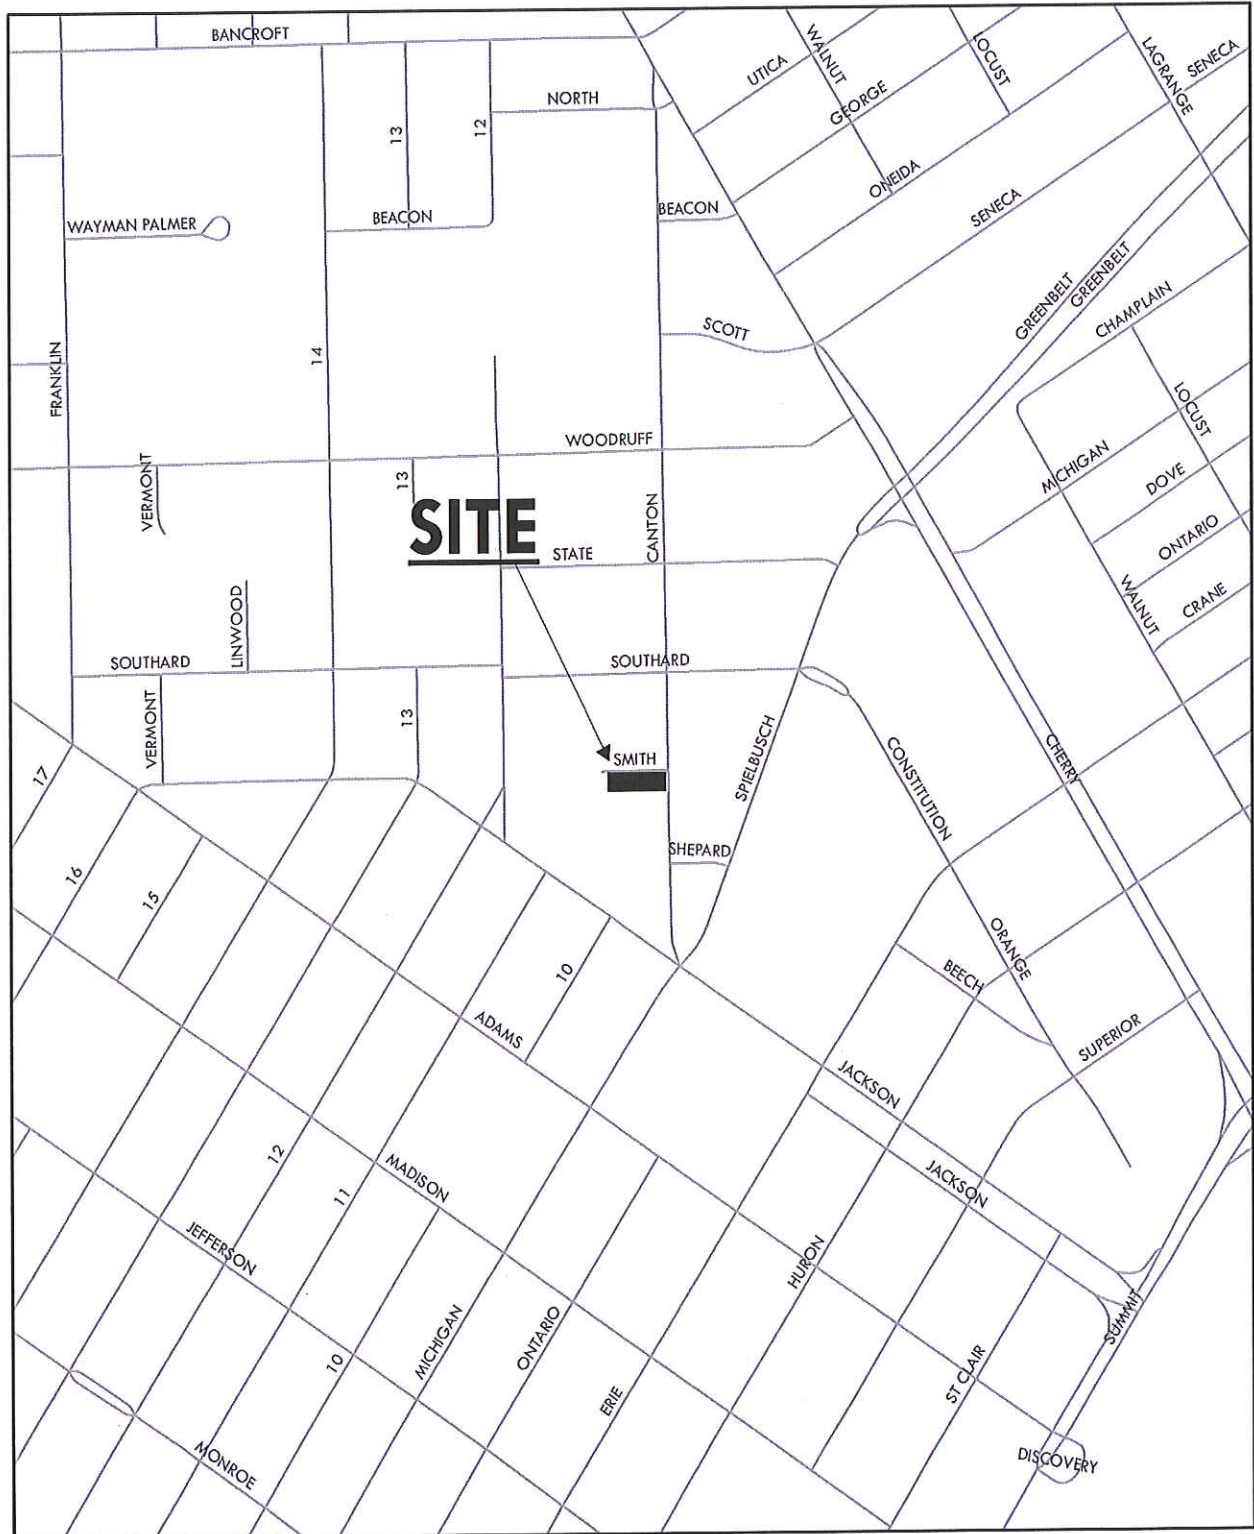 BANCROFT
WALNUT
LOCUST
LAGRANGE
SENECA
UTICA
GEORGE
NORTH
13
12
ONEIDA
BEACON
BEACON
SENECA
WAYMAN PALMER
GREENBELT
GREENBELT
CHAMPLAIN
SCOTT
14
FRANKLIN
LOCUST
WOODRUFF
MICHIGAN
VERMONT
13
DOVE
SITE
CANTON
ONTARIO
STATE
WALNUT
CRANE
LINWOOD
SOUTHARD
SOUTHARD
VERMONT
13
SMITH
SPIELBUSCH
CONSTITUTION
CHERRY
17
SHEPARD
16
15
ORANGE
BEECH
10
ADAMS
SUPERIOR
JACKSON
12
MADISON
11
JACKSON
JEFFERSON
HURON
SUMMIT
MICHIGAN
ONTARIO
10
ST CLAIR
ERIE
MONROE
DISCOVERY